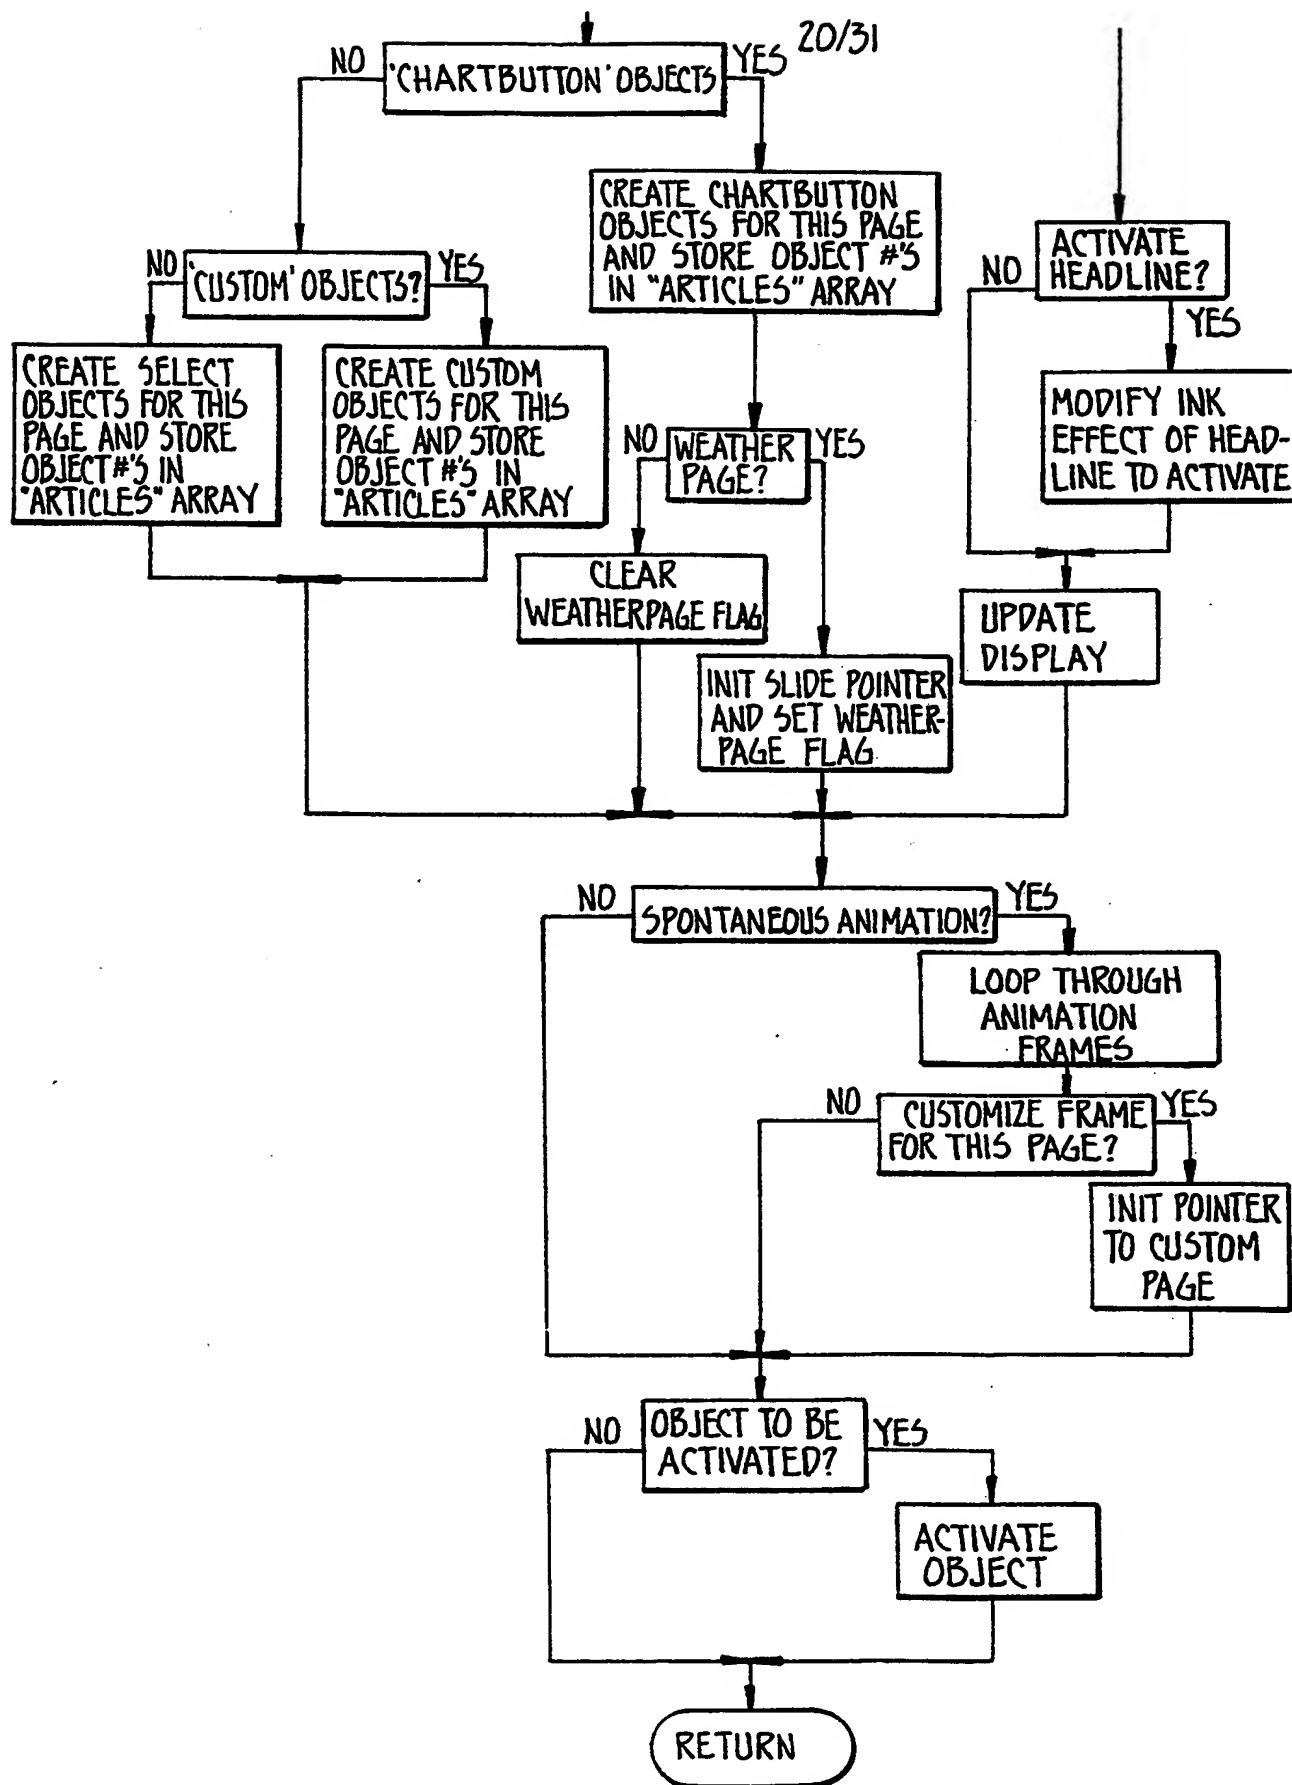 20/31
NO
'CHARTBUTTON' OBJECTS
YES
CREATE CHARTBUTTON
OBJECTS FOR THIS PAGE
AND STORE OBJECT #'S
IN "ARTICLES" ARRAY
ACTIVATE
HEADLINE?
NO
YES
NO
'CUSTOM' OBJECTS?
YES
CREATE SELECT
OBJECTS FOR THIS
PAGE AND STORE
OBJECT #'S IN
"ARTICLES" ARRAY
CREATE CUSTOM
OBJECTS FOR THIS
PAGE AND STORE
OBJECT #'S IN
"ARTICLES" ARRAY
MODIFY INK
EFFECT OF HEAD-
LINE TO ACTIVATE
NO
WEATHER
PAGE?
YES
CLEAR
WEATHERPAGE FLAG
UPDATE
DISPLAY
INIT SLIDE POINTER
AND SET WEATHER-
PAGE FLAG
NO
SPONTANEOUS ANIMATION?
YES
LOOP THROUGH
ANIMATION
FRAMES
NO
CUSTOMIZE FRAME
FOR THIS PAGE?
YES
INIT POINTER
TO CUSTOM
PAGE
NO
OBJECT TO BE
ACTIVATED?
YES
ACTIVATE
OBJECT
RETURN